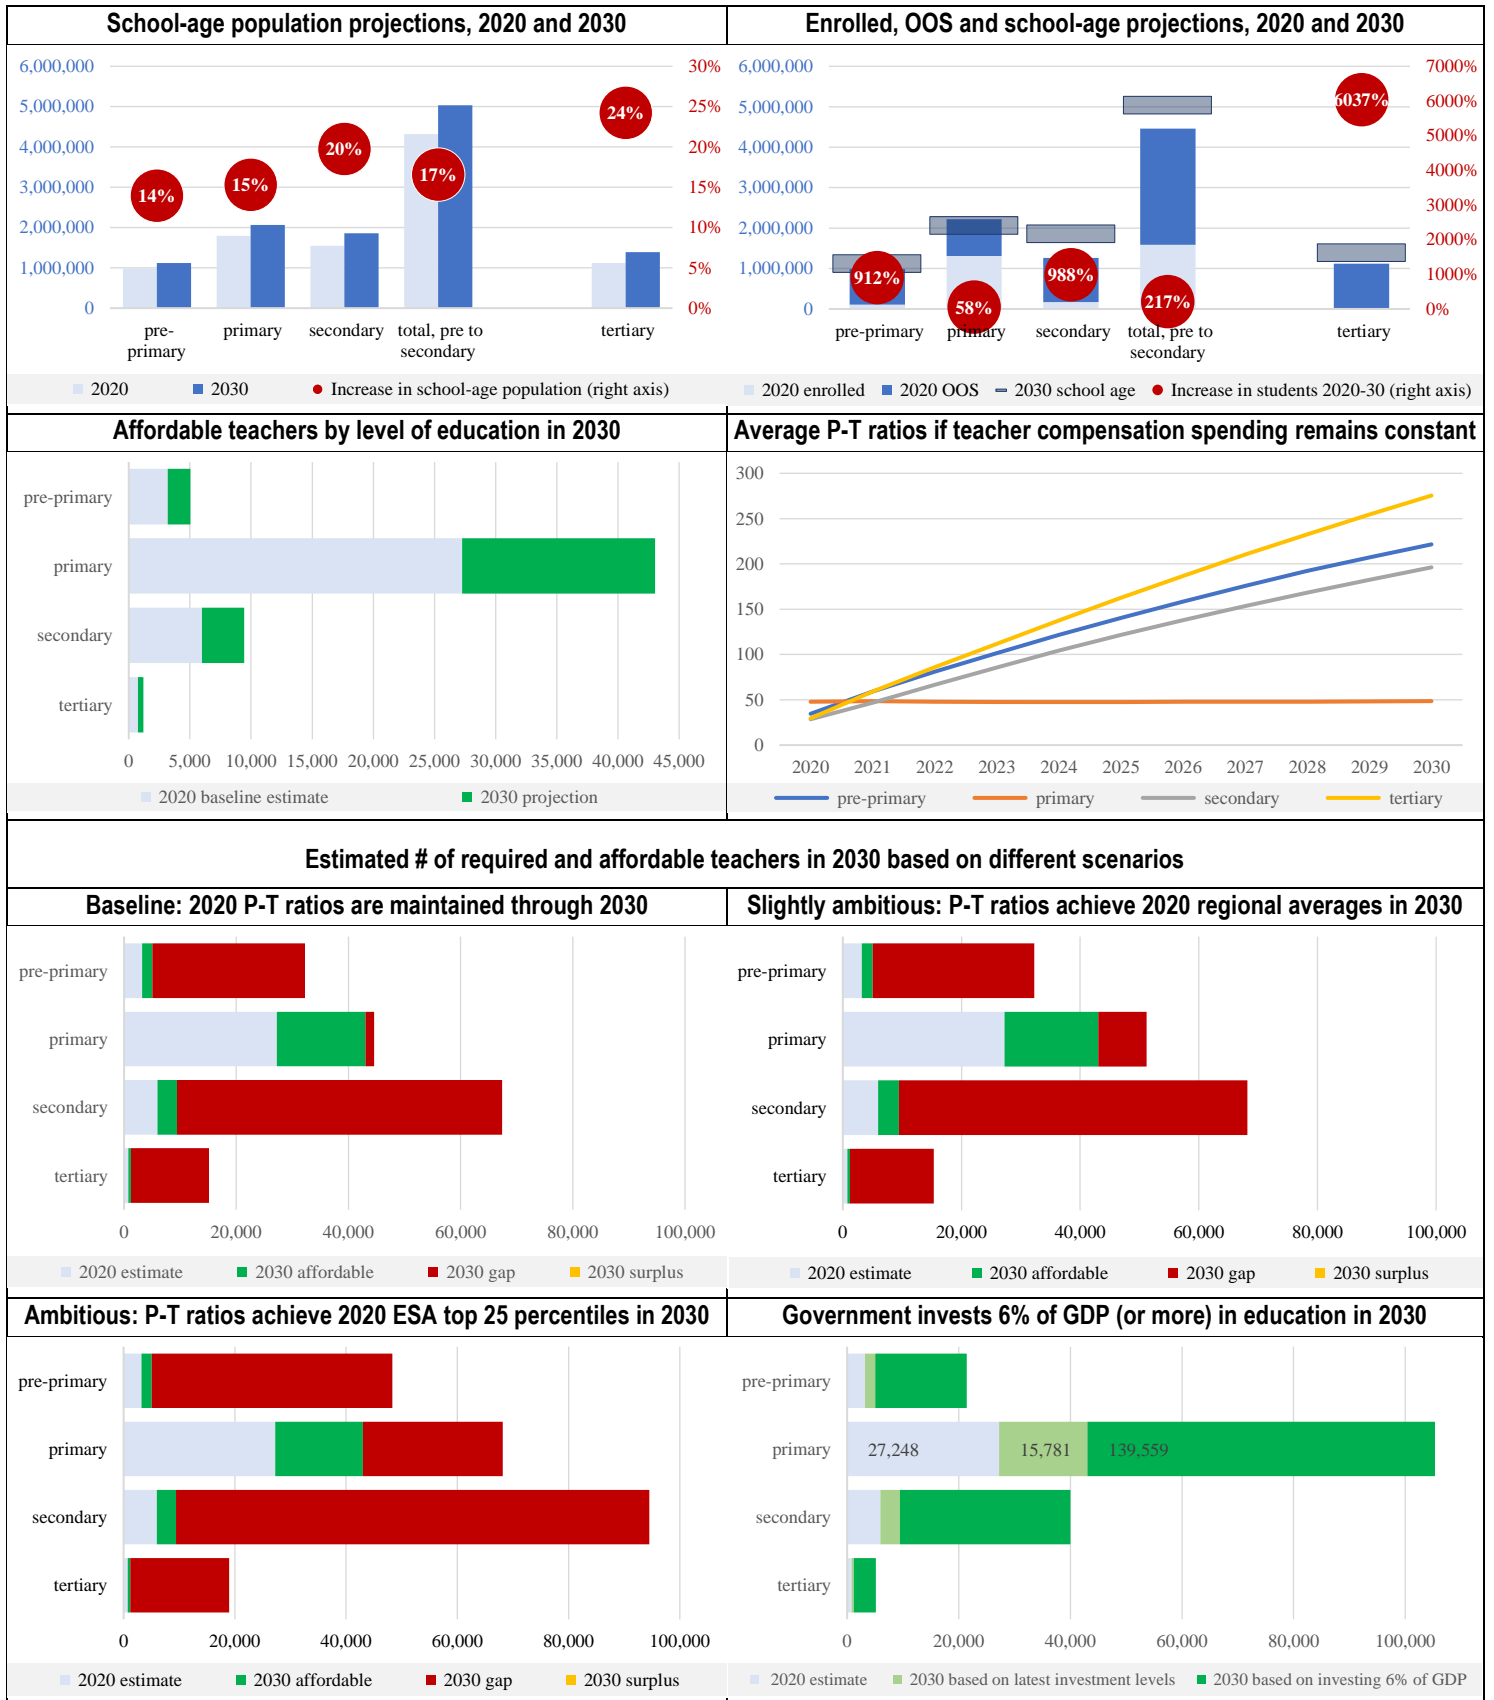 School-age population projections, 2020 and 2030
6,000,000
5,000,000
4,000,000
3,000,000
2,000,000
1,000,000
0
30%
25%
20%
15%
10%
5%
0%
14%
15%
20%
17%
24%
pre-
primary
primary
secondary
total, pre to
secondary
tertiary
2020 2030 Increase in school-age population (right axis)
Enrolled, OOS and school-age projections, 2020 and 2030
6,000,000
5,000,000
4,000,000
3,000,000
2,000,000
1,000,000
0
7000%
6000%
5000%
4000%
3000%
2000%
1000%
0%
912%
58%
988%
217%
6037%
pre-primary
primary
secondary
total, pre to
secondary
tertiary
2020 enrolled 2020 OOS 2030 school age Increase in students 2020-30 (right axis)
Affordable teachers by level of education in 2030
pre-primary
primary
secondary
tertiary
0 5,000 10,000 15,000 20,000 25,000 30,000 35,000 40,000 45,000
2020 baseline estimate 2030 projection
Average P-T ratios if teacher compensation spending remains constant
300
250
200
150
100
50
0
2020 2021 2022 2023 2024 2025 2026 2027 2028 2029 2030
pre-primary primary secondary tertiary
Estimated # of required and affordable teachers in 2030 based on different scenarios
Baseline: 2020 P-T ratios are maintained through 2030
pre-primary
primary
secondary
tertiary
0 20,000 40,000 60,000 80,000 100,000
2020 estimate 2030 affordable 2030 gap 2030 surplus
Slightly ambitious: P-T ratios achieve 2020 regional averages in 2030
pre-primary
primary
secondary
tertiary
0 20,000 40,000 60,000 80,000 100,000
2020 estimate 2030 affordable 2030 gap 2030 surplus
Ambitious: P-T ratios achieve 2020 ESA top 25 percentiles in 2030
pre-primary
primary
secondary
tertiary
0 20,000 40,000 60,000 80,000 100,000
2020 estimate 2030 affordable 2030 gap 2030 surplus
Government invests 6% of GDP (or more) in education in 2030
pre-primary
primary
27,248 15,781 139,559
secondary
tertiary
0 20,000 40,000 60,000 80,000 100,000
2020 estimate 2030 based on latest investment levels 2030 based on investing 6% of GDP